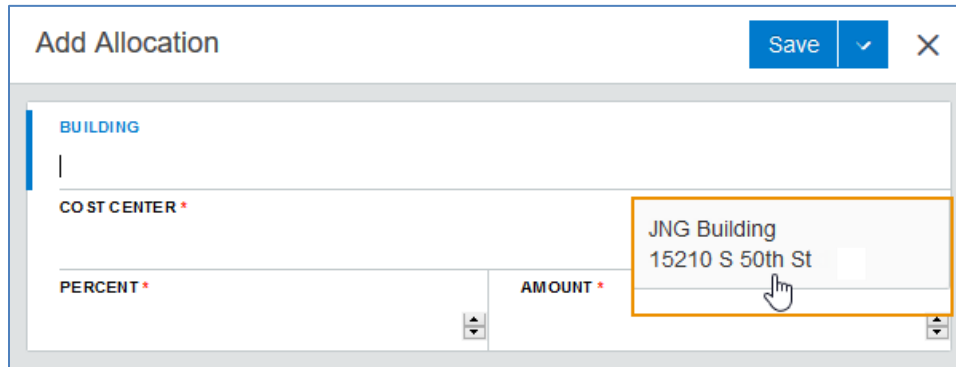 Add Allocation
Save
BUILDING
COST CENTER *
JNG Building
15210 S 50th St
PERCENT *
AMOUNT *